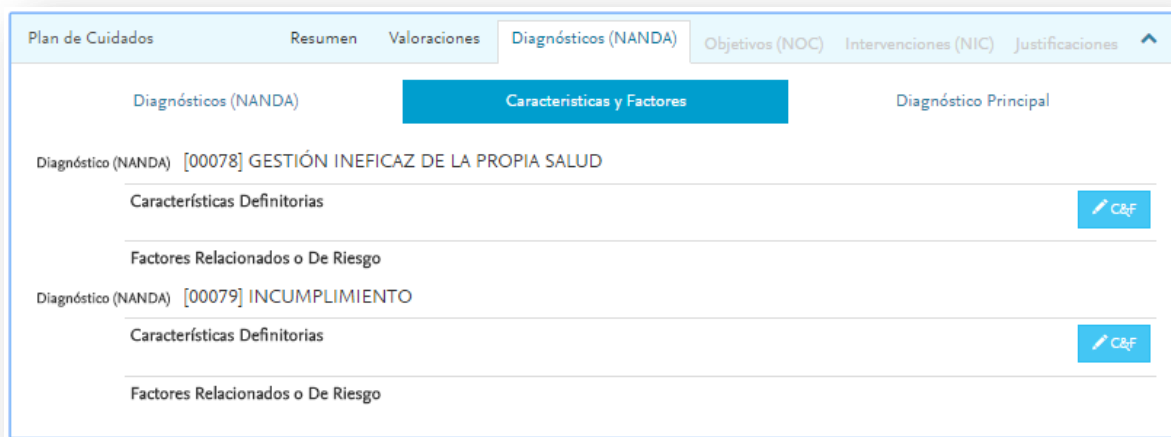 Plan de Cuidados Resumen Valoraciones Diagnósticos (NANDA) Objetivos (NOC) Intervenciones (NIC) Justificaciones
Diagnósticos (NANDA) Caracteristicas y Factores Diagnóstico Principal
Diagnóstico (NANDA) [00078] GESTIÓN INEFICAZ DE LA PROPIA SALUD
Características Definitorias C&F
Factores Relacionados o De Riesgo
Diagnóstico (NANDA) [00079] INCUMPLIMIENTO
Características Definitorias C&F
Factores Relacionados o De Riesgo